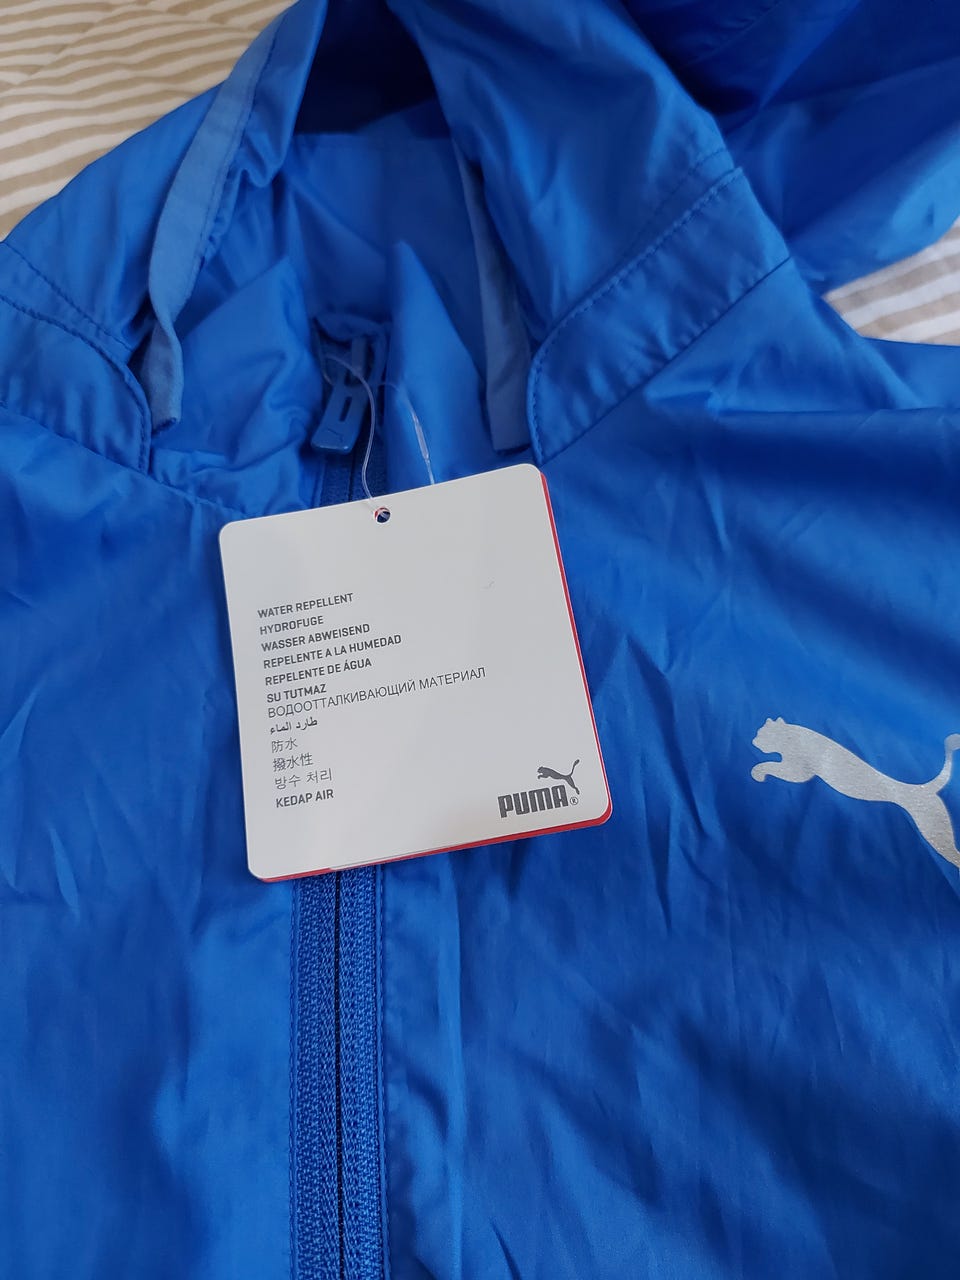 WATER REPELLENT
HYDROFUGE
WASSER ABWEISEND
REPELENTE A LA HUMEDAD
REPELENTE DE ÁGUA
SU TUTMAZ
ВОДООТТАЛКИВАЮЩИЙ МАТЕРИАЛ
طارد الماء
防水
撥水性
방수 처리
KEDAP AIR
PUMA®